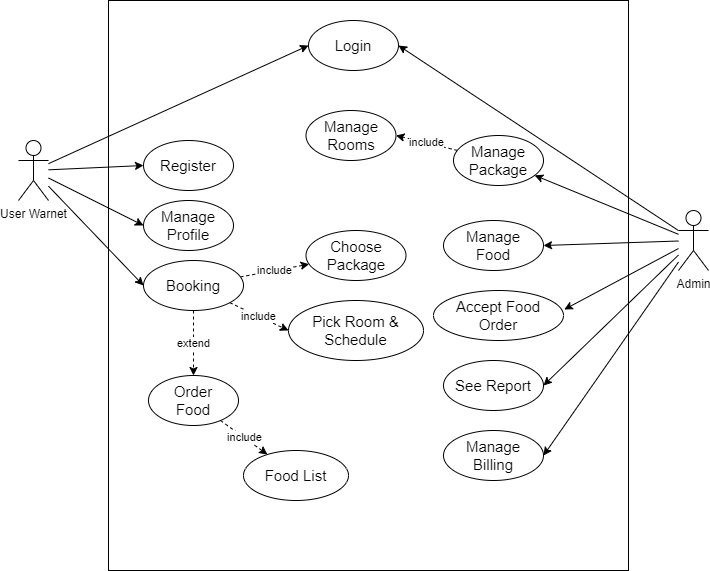 Login
Manage
Rooms
include
Manage
Package
Register
User Warnet
Manage
Profile
Choose
Package
Manage
Food
include
Booking
Admin
include
Pick Room &
Schedule
Accept Food
Order
extend
Order
Food
See Report
include
Manage
Billing
Food List